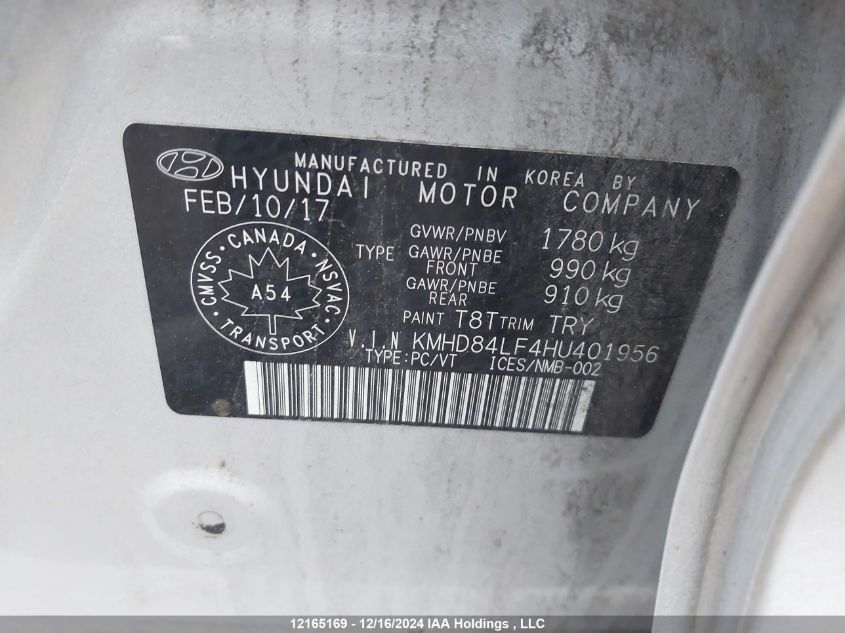 MANUFACTURED IN KOREA BY
HYUNDAI MOTOR COMPANY
FEB/10/17
GVWR/PNBV 1780 kg
TYPE GAWR/PNBE FRONT 990 kg
GAWR/PNBE REAR 910 kg
CMVSS • CANADA • NSVAC
A54
• TRANSPORT •
PAINT T8T TRIM TRY
V.I.N KMHD84LF4HU401956
TYPE:PC/VT ICES/NMB-002
12165169 - 12/16/2024 IAA Holdings , LLC